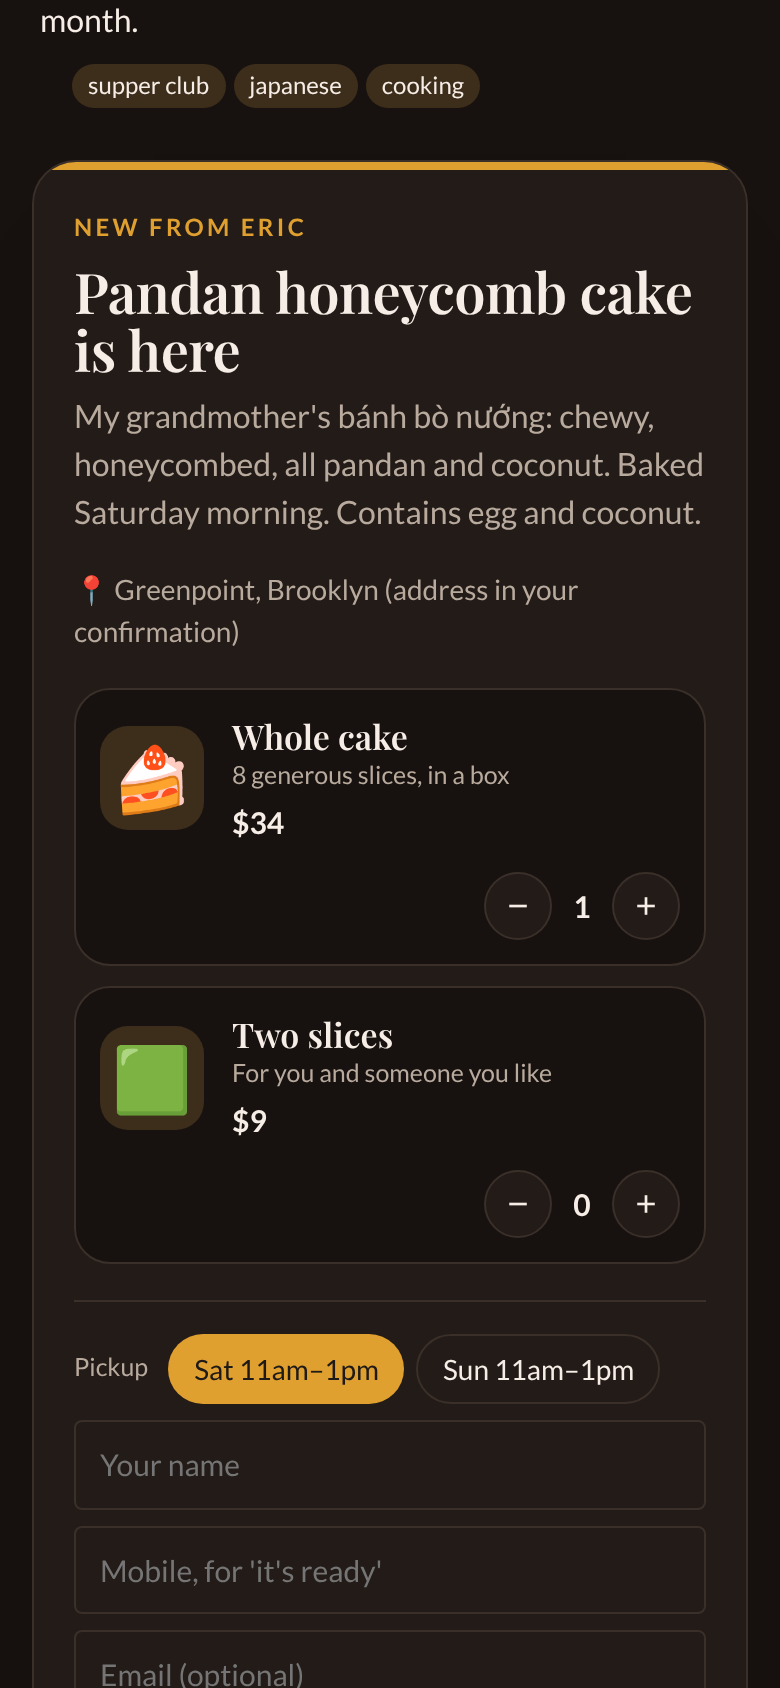 month.
supper club
japanese
cooking
NEW FROM ERIC
Pandan honeycomb cake
is here
My grandmother's bánh bò nướng: chewy,
honeycombed, all pandan and coconut. Baked
Saturday morning. Contains egg and coconut.
📍 Greenpoint, Brooklyn (address in your
confirmation)
Whole cake
8 generous slices, in a box
$34
− 1 +
Two slices
For you and someone you like
$9
− 0 +
Pickup Sat 11am–1pm Sun 11am–1pm
Your name
Mobile, for 'it's ready'
Email (optional)